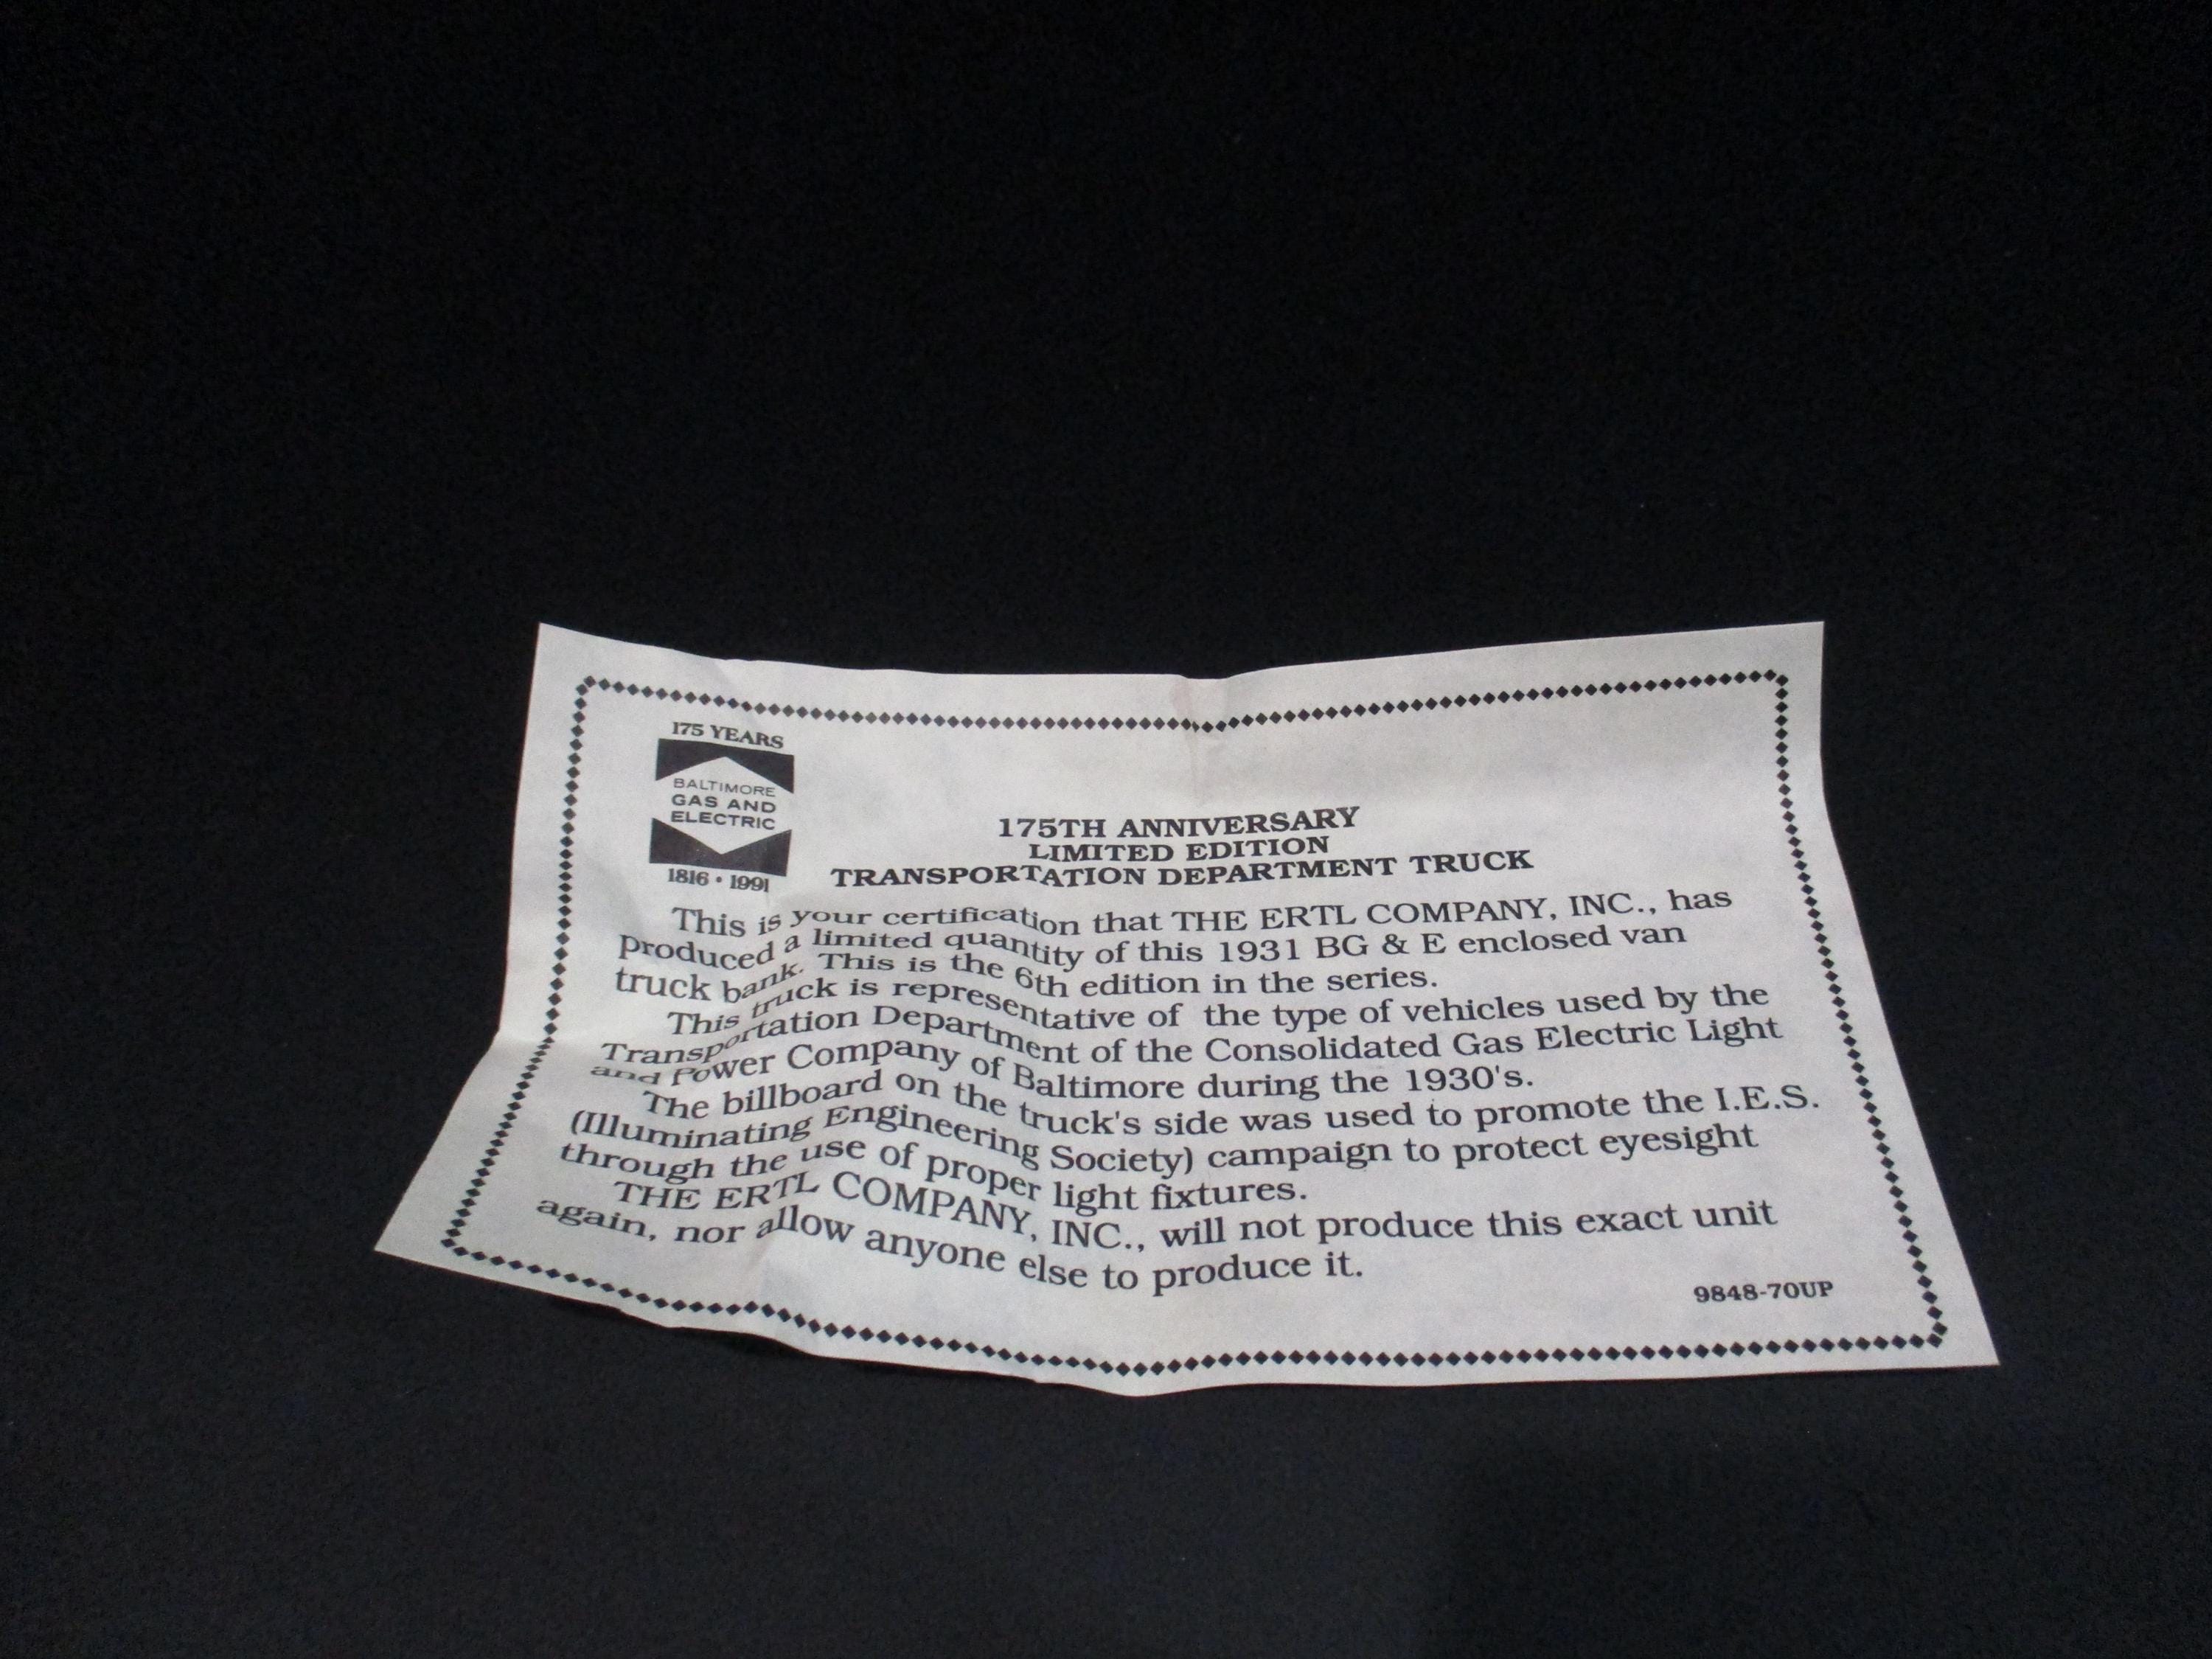 175 YEARS
BALTIMORE
GAS AND
ELECTRIC
1816 • 1991
175TH ANNIVERSARY
LIMITED EDITION
TRANSPORTATION DEPARTMENT TRUCK
This is your certification that THE ERTL COMPANY, INC., has
produced a limited quantity of this 1931 BG & E enclosed van
truck bank. This is the 6th edition in the series.
This truck is representative of the type of vehicles used by the
Transportation Department of the Consolidated Gas Electric Light
and Power Company of Baltimore during the 1930's.
The billboard on the truck's side was used to promote the I.E.S.
(Illuminating Engineering Society) campaign to protect eyesight
through the use of proper light fixtures.
THE ERTL COMPANY, INC., will not produce this exact unit
again, nor allow anyone else to produce it.
9848-70UP